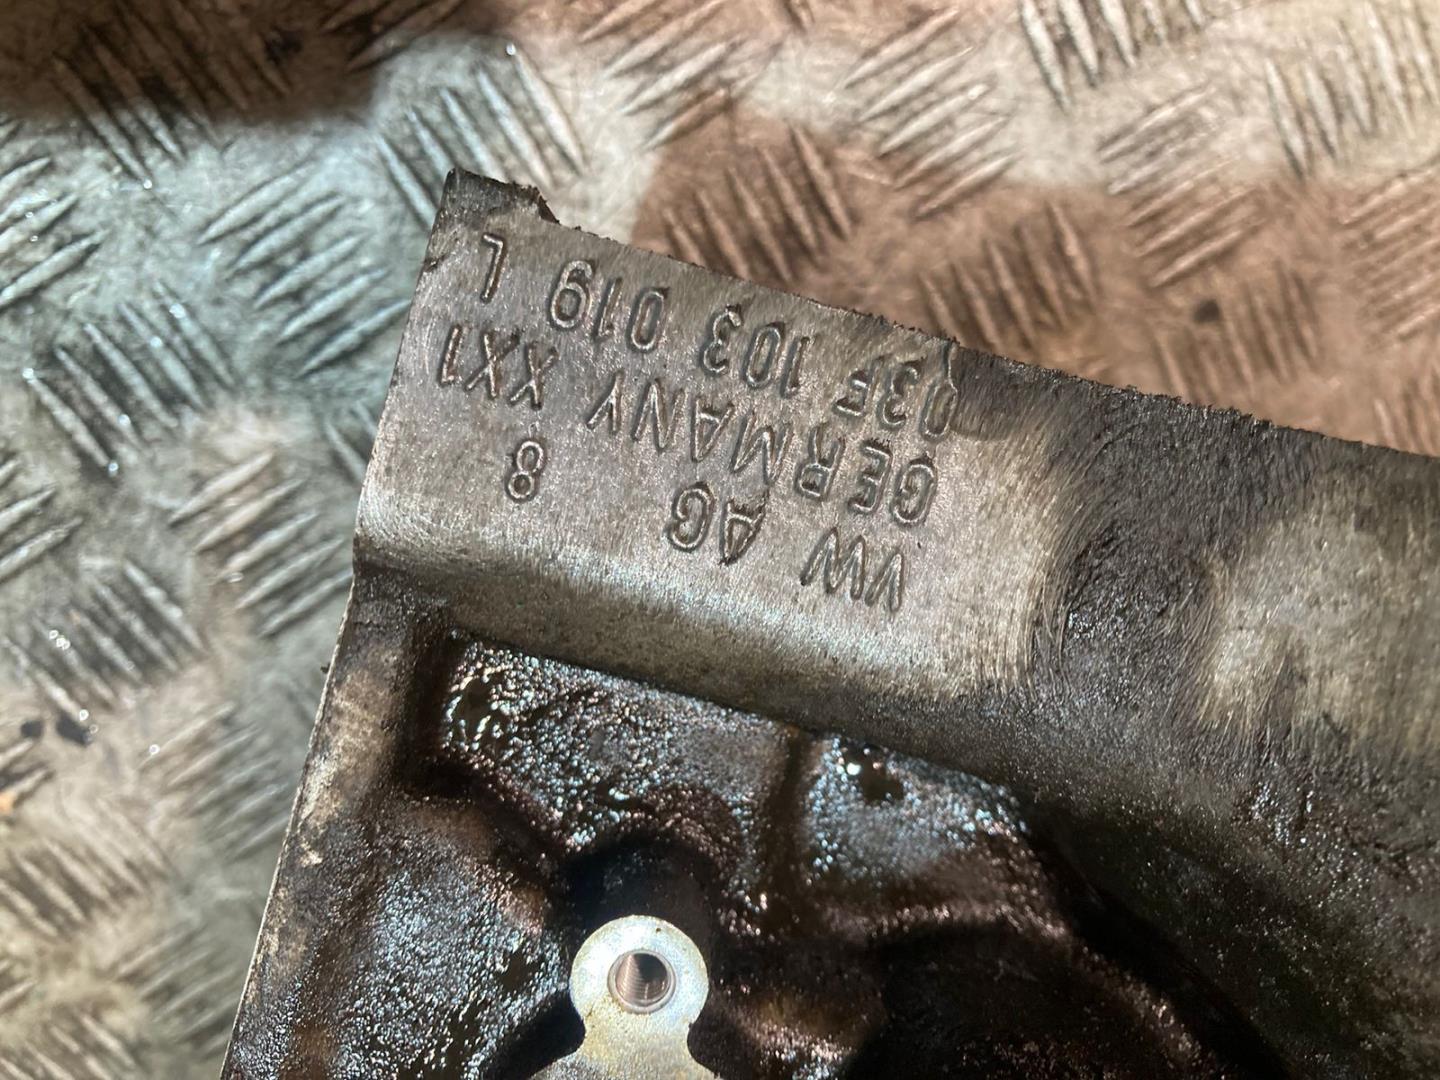 VW AG 8
GERMANY XX1
03F 103 019 L